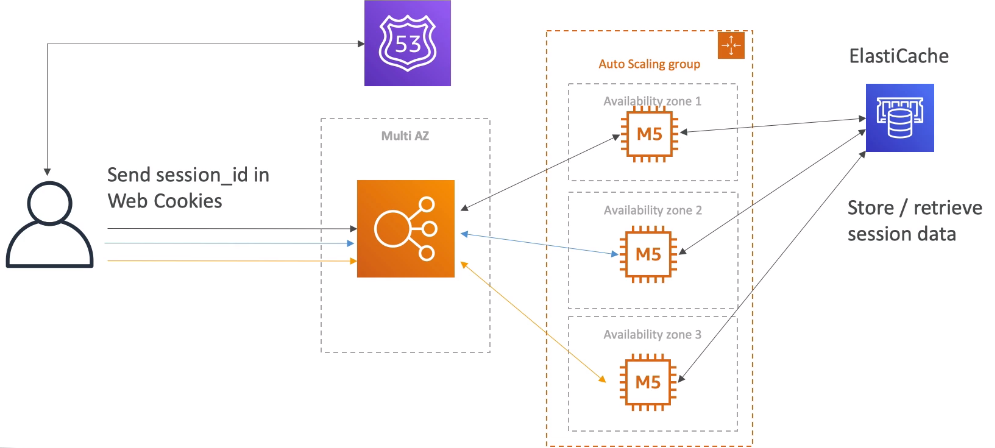 53
ElastiCache
Auto Scaling group
Availability zone 1
M5
Multi AZ
Send session_id in
Web Cookies
Availability zone 2
M5
Store / retrieve
session data
Availability zone 3
M5